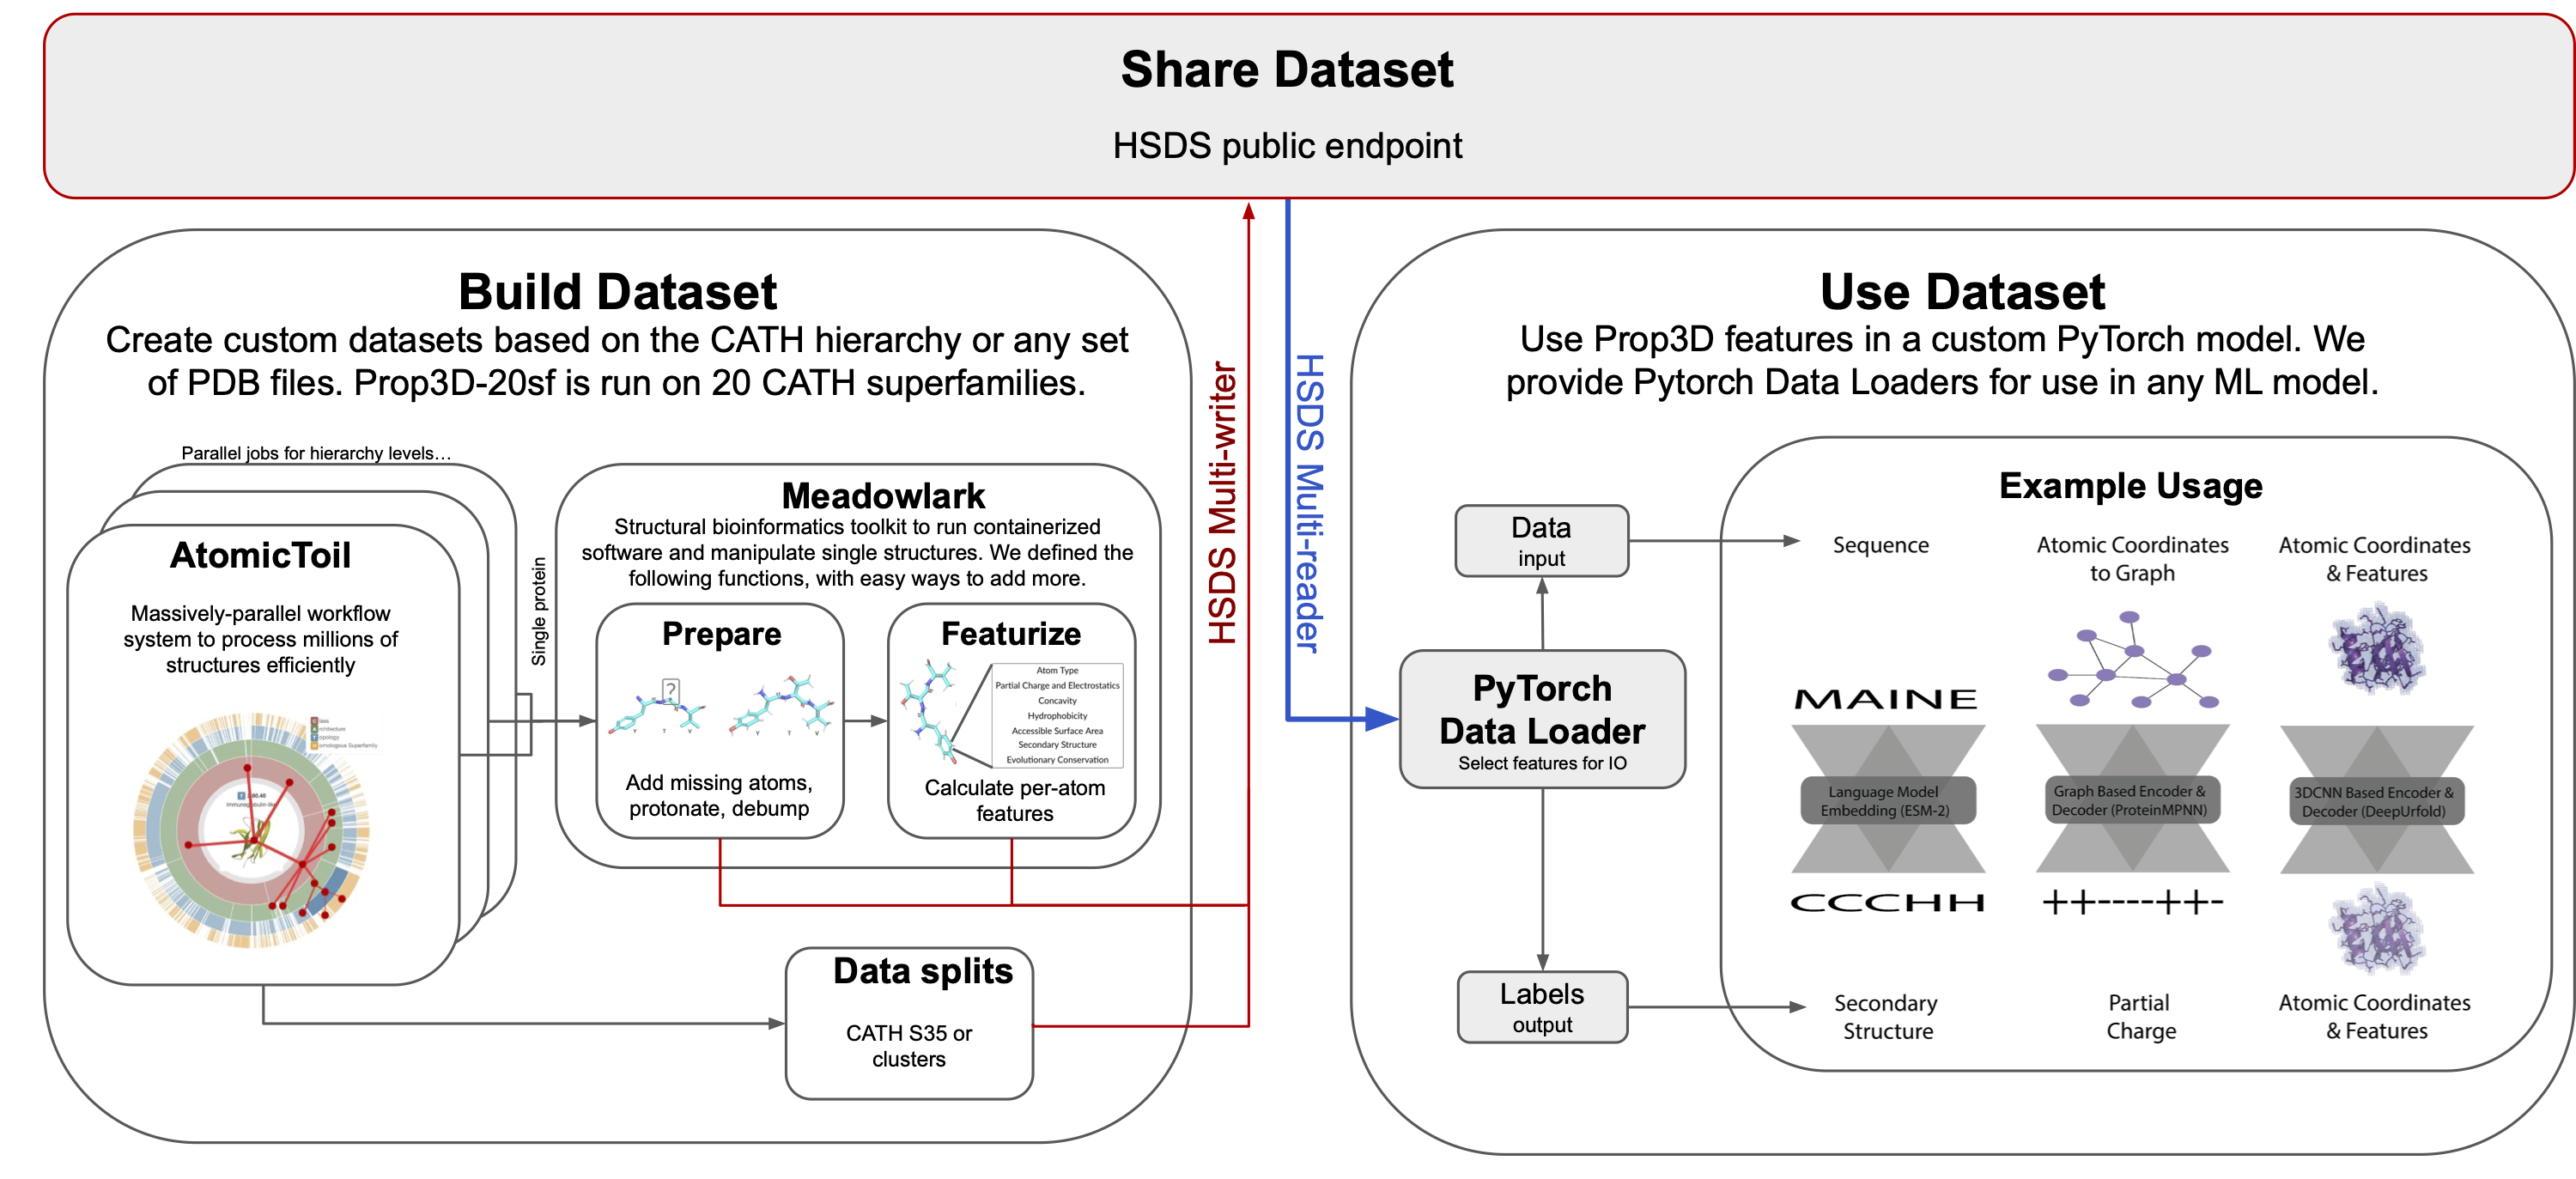 Share Dataset
HSDS public endpoint
Build Dataset
Create custom datasets based on the CATH hierarchy or any set
of PDB files. Prop3D-20sf is run on 20 CATH superfamilies.
Parallel jobs for hierarchy levels…
AtomicToil
Massively-parallel workflow
system to process millions of
structures efficiently
Single protein
Meadowlark
Structural bioinformatics toolkit to run containerized
software and manipulate single structures. We defined the
following functions, with easy ways to add more.
Prepare
?
Y T V
Y T V
Add missing atoms,
protonate, debump
Featurize
Atom Type
Partial Charge and Electrostatics
Concavity
Hydrophobicity
Accessible Surface Area
Secondary Structure
Evolutionary Conservation
Calculate per-atom
features
Data splits
CATH S35 or
clusters
HSDS Multi-writer
HSDS Multi-reader
Use Dataset
Use Prop3D features in a custom PyTorch model. We
provide Pytorch Data Loaders for use in any ML model.
Data
input
PyTorch
Data Loader
Select features for IO
Labels
output
Example Usage
Sequence
Atomic Coordinates
to Graph
Atomic Coordinates
& Features
MAINE
Language Model
Embedding (ESM-2)
Graph Based Encoder &
Decoder (ProteinMPNN)
3DCNN Based Encoder &
Decoder (DeepUrfold)
CCCHH
++----++-
Secondary
Structure
Partial
Charge
Atomic Coordinates
& Features